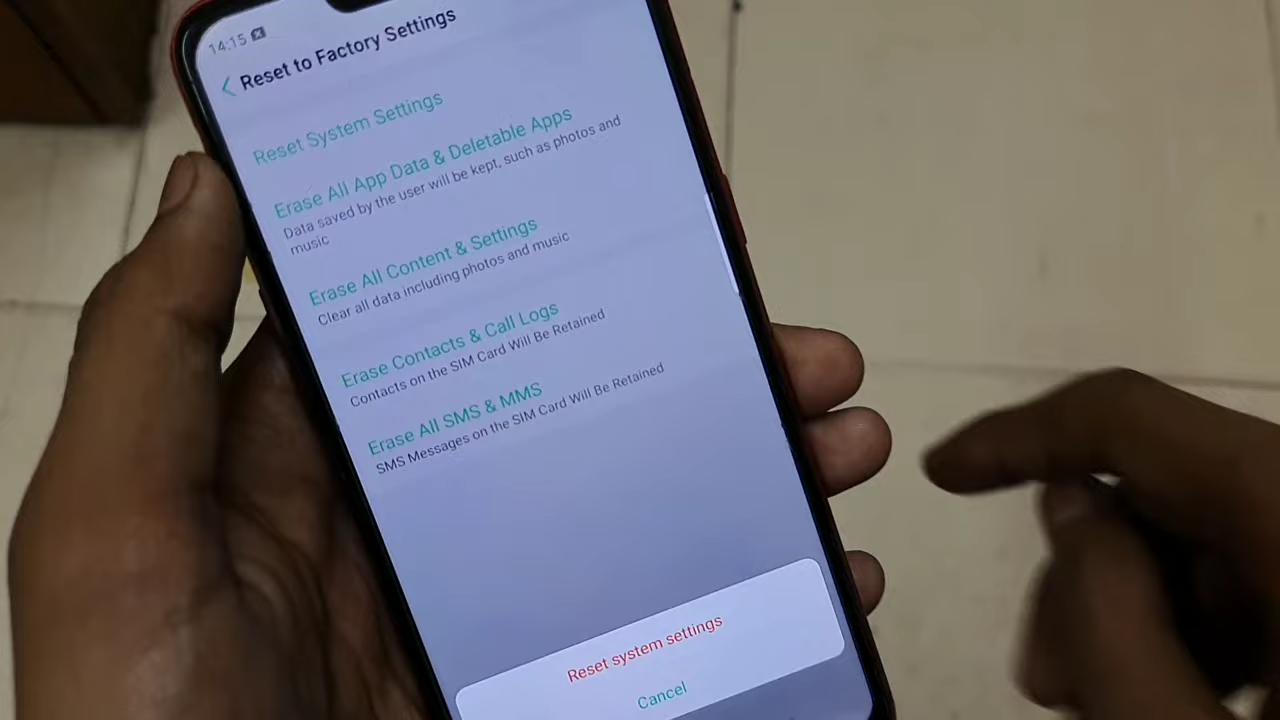 14:15
Reset to Factory Settings
Reset System Settings
Erase All App Data & Deletable Apps
Data saved by the user will be kept, such as photos and
music
Erase All Content & Settings
Clear all data including photos and music
Erase Contacts & Call Logs
Contacts on the SIM Card Will Be Retained
Erase All SMS & MMS
SMS Messages on the SIM Card Will Be Retained
Reset system settings
Cancel